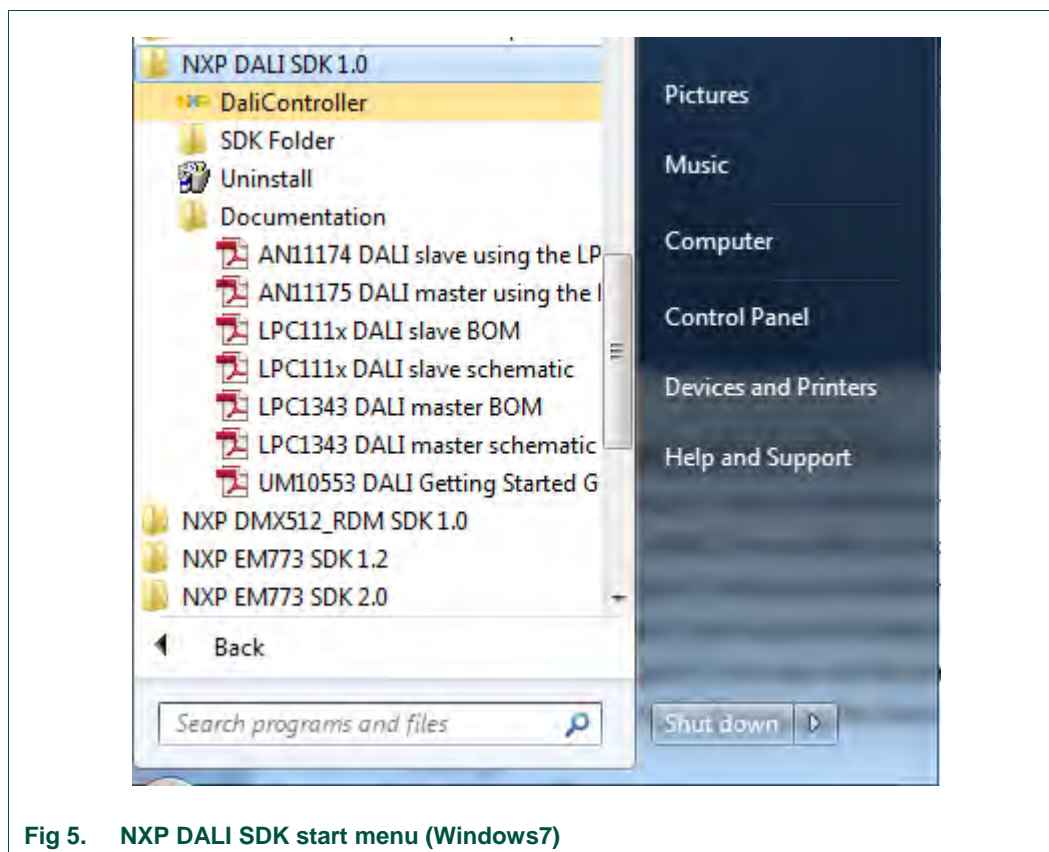 NXP DALI SDK 1.0
DaliController
SDK Folder
Uninstall
Documentation
AN11174 DALI slave using the LP
AN11175 DALI master using the l
LPC111x DALI slave BOM
LPC111x DALI slave schematic
LPC1343 DALI master BOM
LPC1343 DALI master schematic
UM10553 DALI Getting Started G
NXP DMX512_RDM SDK 1.0
NXP EM773 SDK 1.2
NXP EM773 SDK 2.0
Back
Search programs and files
Pictures
Music
Computer
Control Panel
Devices and Printers
Help and Support
Shut down
Fig 5. NXP DALI SDK start menu (Windows7)